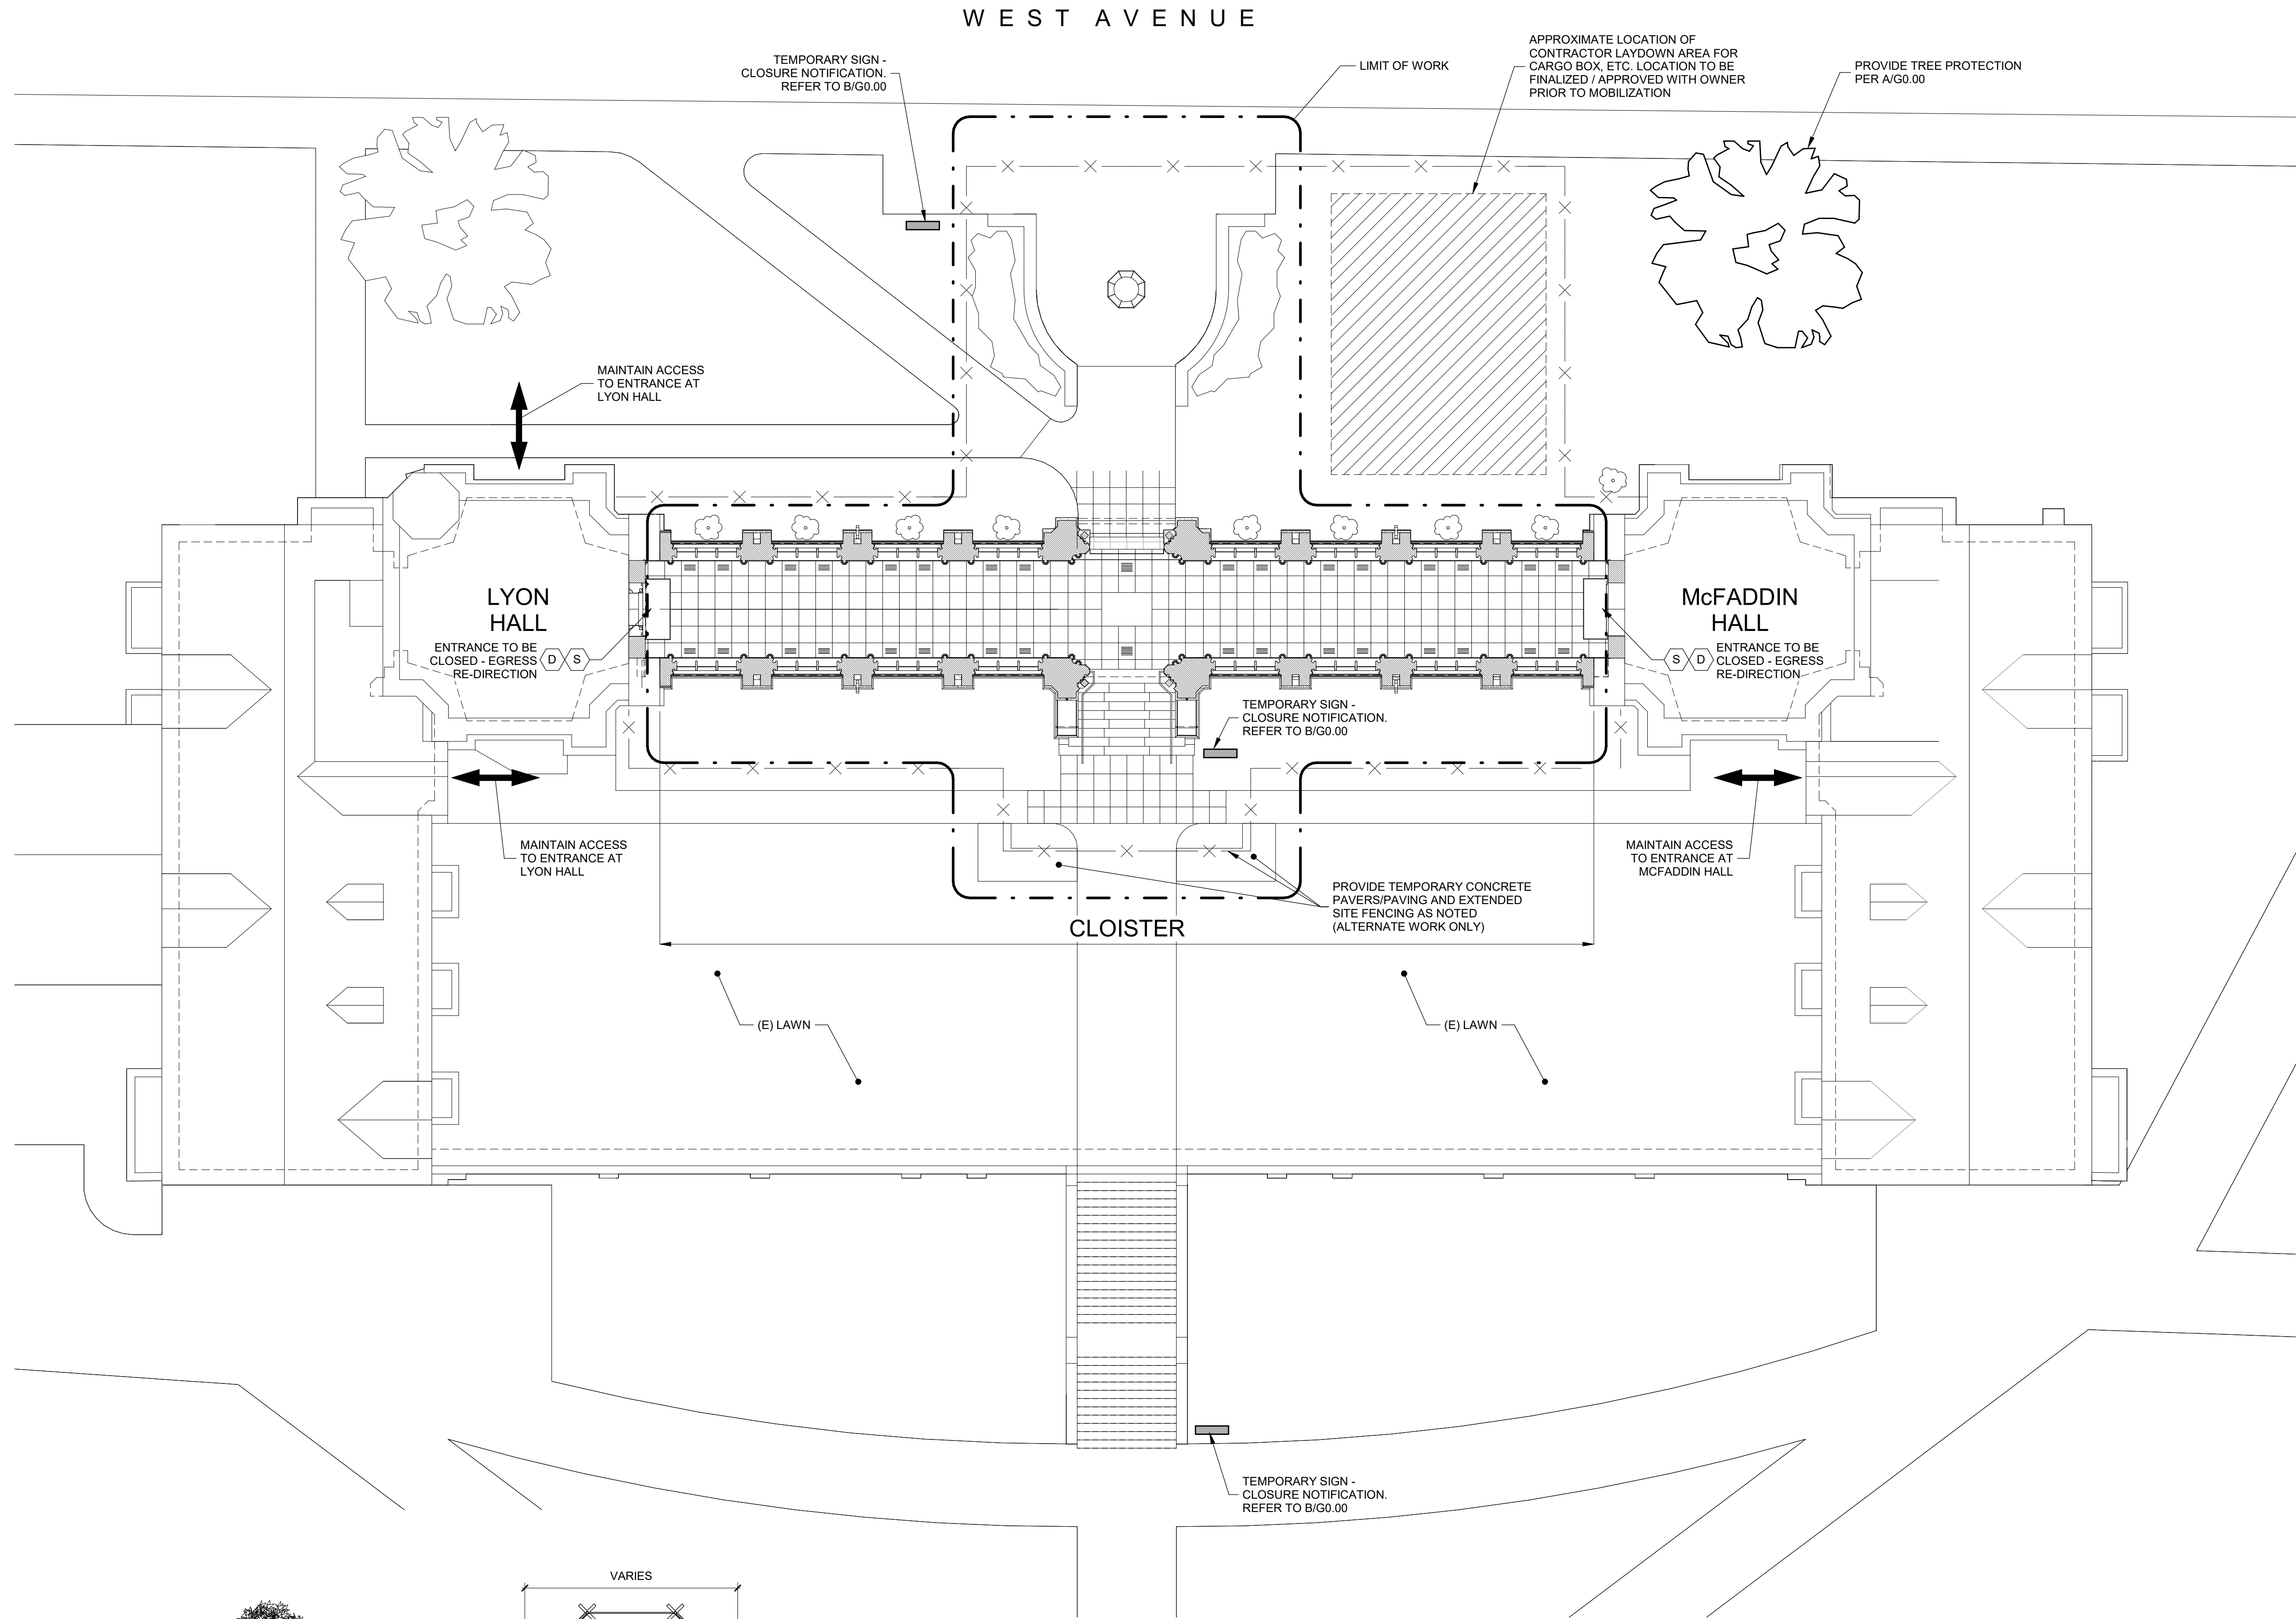 WEST AVENUE
TEMPORARY SIGN -
CLOSURE NOTIFICATION.
REFER TO B/G0.00
LIMIT OF WORK
APPROXIMATE LOCATION OF
CONTRACTOR LAYDOWN AREA FOR
CARGO BOX, ETC. LOCATION TO BE
FINALIZED / APPROVED WITH OWNER
PRIOR TO MOBILIZATION
PROVIDE TREE PROTECTION
PER A/G0.00
MAINTAIN ACCESS
TO ENTRANCE AT
LYON HALL
LYON
HALL
ENTRANCE TO BE
CLOSED - EGRESS
RE-DIRECTION
D S
McFADDIN
HALL
S D
ENTRANCE TO BE
CLOSED - EGRESS
RE-DIRECTION
TEMPORARY SIGN -
CLOSURE NOTIFICATION.
REFER TO B/G0.00
MAINTAIN ACCESS
TO ENTRANCE AT
LYON HALL
MAINTAIN ACCESS
TO ENTRANCE AT
MCFADDIN HALL
PROVIDE TEMPORARY CONCRETE
PAVERS/PAVING AND EXTENDED
SITE FENCING AS NOTED
(ALTERNATE WORK ONLY)
CLOISTER
(E) LAWN
(E) LAWN
TEMPORARY SIGN -
CLOSURE NOTIFICATION.
REFER TO B/G0.00
VARIES